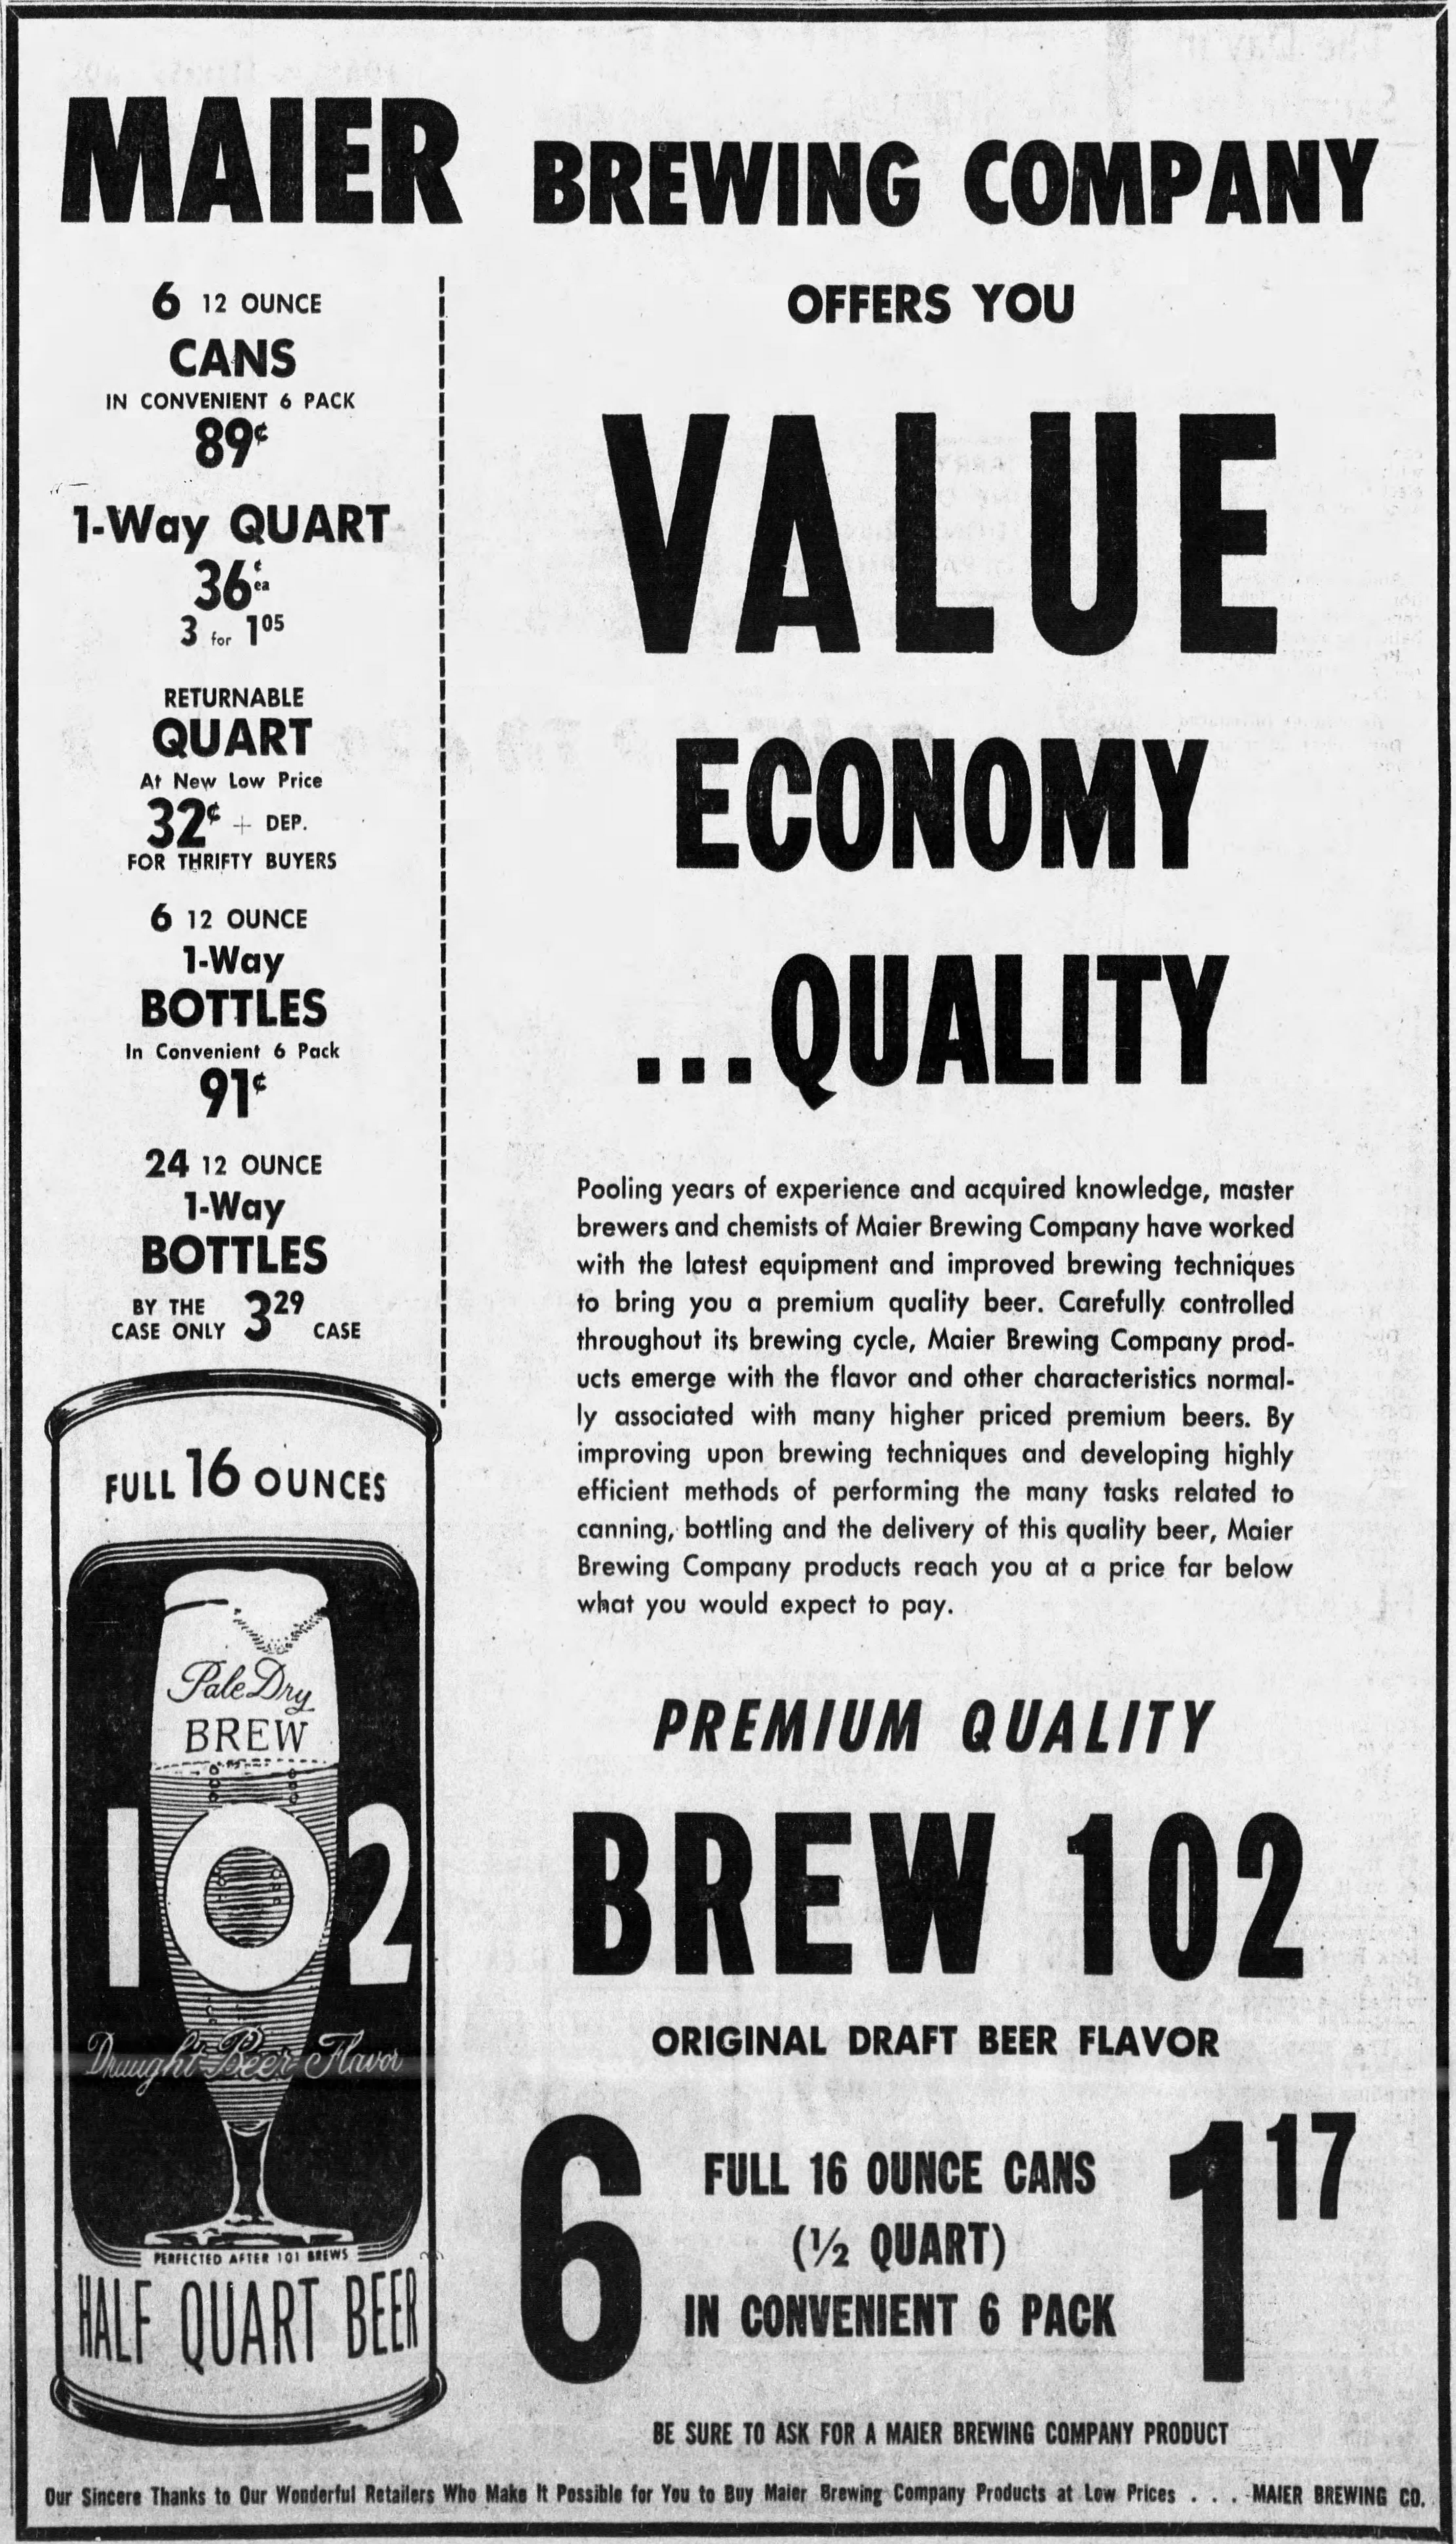 MAIER BREWING COMPANY
6 12 OUNCE
CANS
IN CONVENIENT 6 PACK
89¢
1-Way QUART
36¢ ea
3 for 1 05
RETURNABLE
QUART
At New Low Price
32¢ + DEP.
FOR THRIFTY BUYERS
6 12 OUNCE
1-Way
BOTTLES
In Convenient 6 Pack
91¢
24 12 OUNCE
1-Way
BOTTLES
BY THE
CASE ONLY 3 29 CASE
FULL 16 OUNCES
Pale Dry
BREW
102
Draught Beer Flavor
PERFECTED AFTER 101 BREWS
HALF QUART BEER
OFFERS YOU
VALUE
ECONOMY
...QUALITY
Pooling years of experience and acquired knowledge, master
brewers and chemists of Maier Brewing Company have worked
with the latest equipment and improved brewing techniques
to bring you a premium quality beer. Carefully controlled
throughout its brewing cycle, Maier Brewing Company prod-
ucts emerge with the flavor and other characteristics normal-
ly associated with many higher priced premium beers. By
improving upon brewing techniques and developing highly
efficient methods of performing the many tasks related to
canning, bottling and the delivery of this quality beer, Maier
Brewing Company products reach you at a price far below
what you would expect to pay.
PREMIUM QUALITY
BREW 102
ORIGINAL DRAFT BEER FLAVOR
6 FULL 16 OUNCE CANS 1 17
(½ QUART)
IN CONVENIENT 6 PACK
BE SURE TO ASK FOR A MAIER BREWING COMPANY PRODUCT
Our Sincere Thanks to Our Wonderful Retailers Who Make It Possible for You to Buy Maier Brewing Company Products at Low Prices . . . . MAIER BREWING CO.